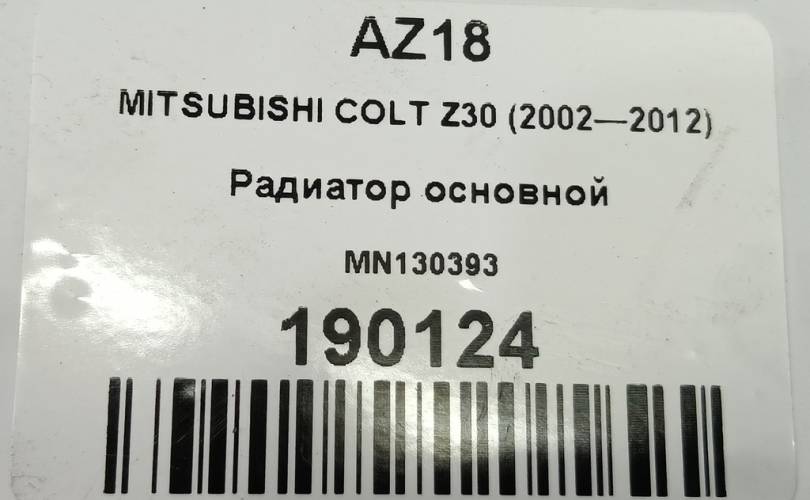 AZ18
MITSUBISHI COLT Z30 (2002—2012)
Радиатор основной
MN130393
190124